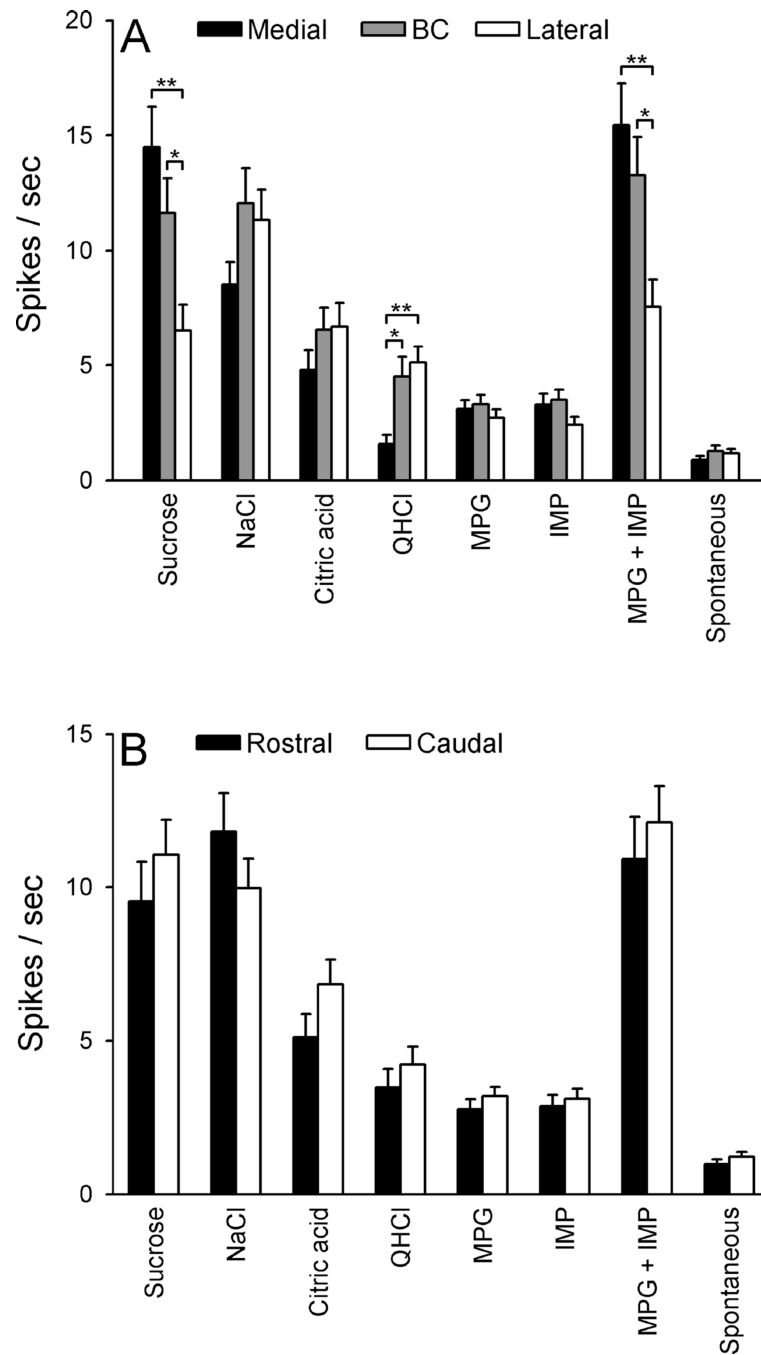 A
Medial BC Lateral
20
15
10
5
0
Spikes / sec
** * * ** ** *
Sucrose
NaCl
Citric acid
QHCl
MPG
IMP
MPG + IMP
Spontaneous
B
Rostral Caudal
15
10
5
0
Spikes / sec
Sucrose
NaCl
Citric acid
QHCl
MPG
IMP
MPG + IMP
Spontaneous